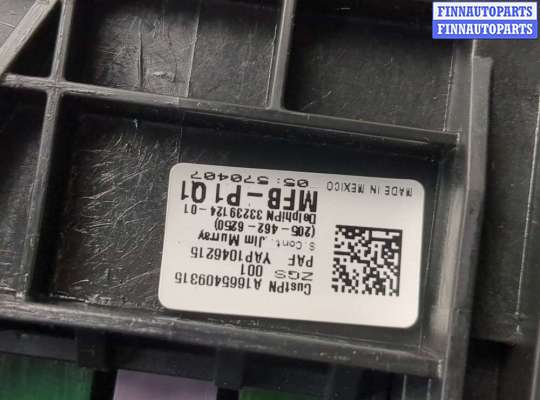 FINNAUTOPARTS
FINNAUTOPARTS
CustPN A1665409315
ZGS 001
PAF YAP1046215
S.Cont. Jim Murray
(205-462-6250)
DelphiPN 33239124-01
MFB-P1Q1
05:570407
MADE IN MEXICO